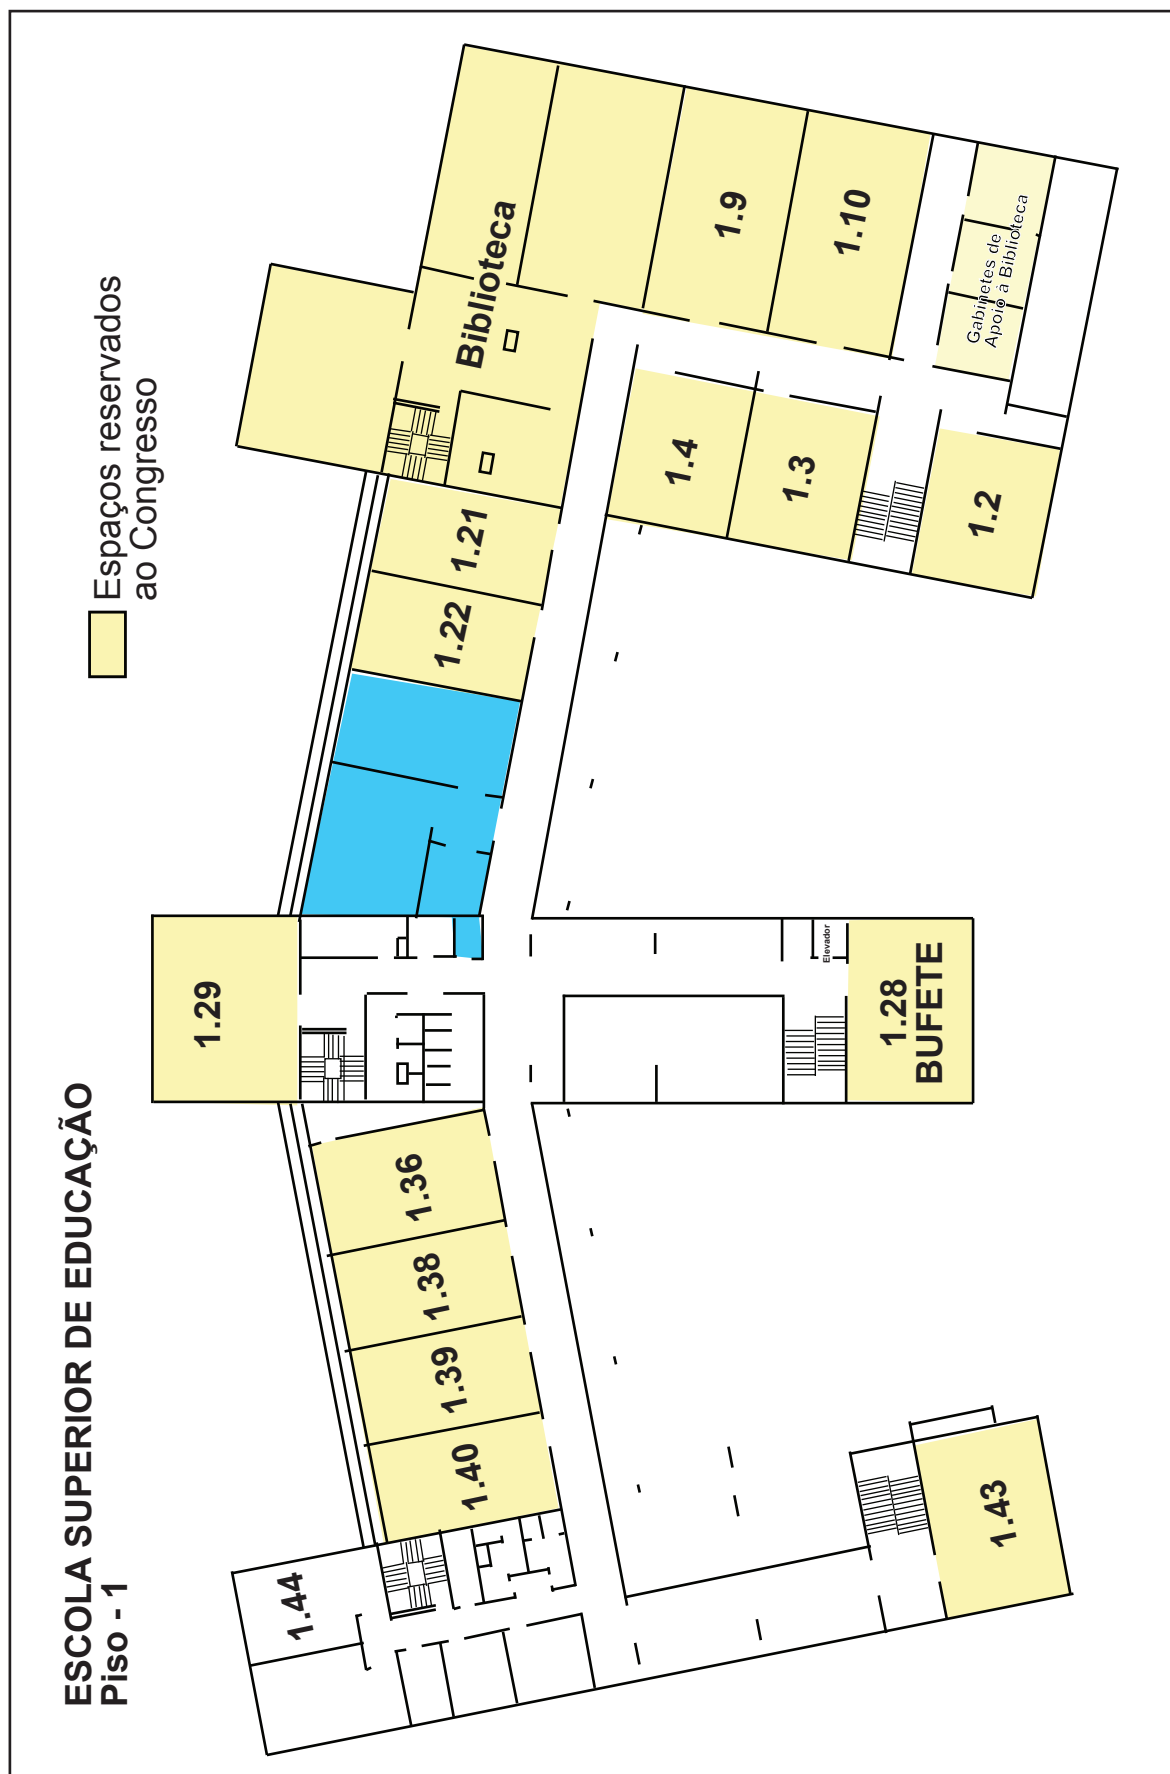 ESCOLA SUPERIOR DE EDUCAÇÃO
Piso - 1
Espaços reservados
ao Congresso
1.44
1.40
1.39
1.38
1.36
1.29
1.22
1.21
Biblioteca
1.9
1.10
1.4
1.3
1.2
Gabinetes de
Apoio à Biblioteca
Elevador
1.28
BUFETE
1.43